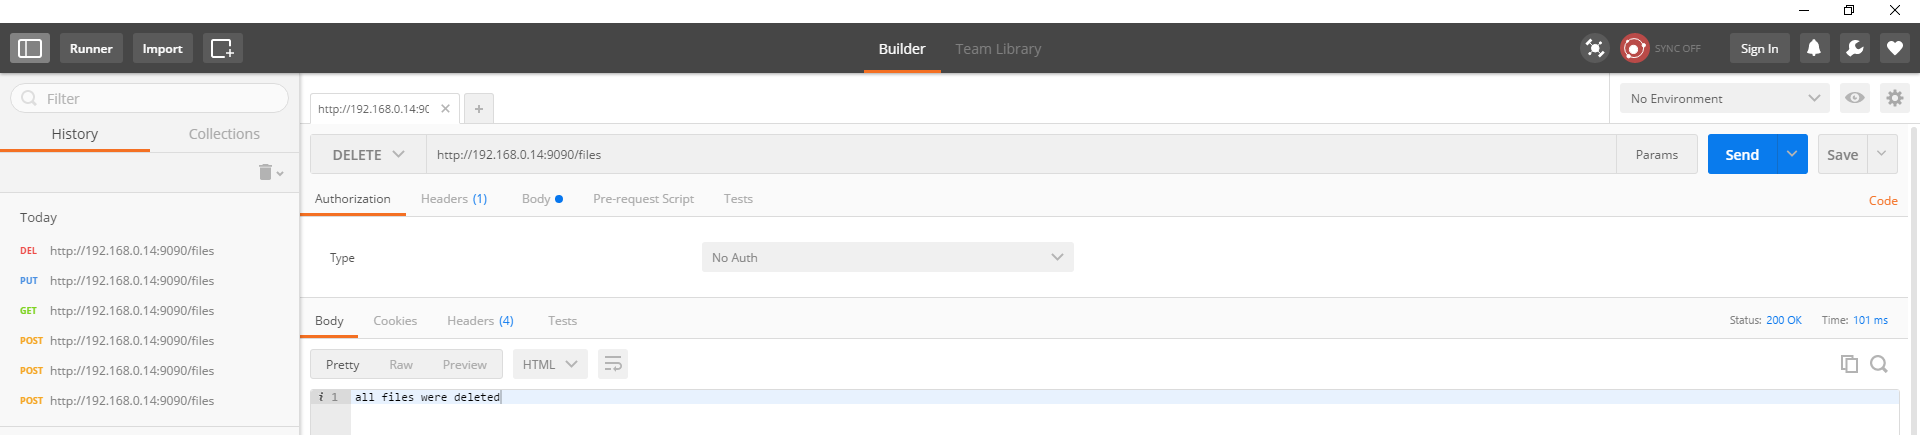 Runner Import Builder Team Library SYNC OFF Sign In
Filter
History Collections
Today
DEL http://192.168.0.14:9090/files
PUT http://192.168.0.14:9090/files
GET http://192.168.0.14:9090/files
POST http://192.168.0.14:9090/files
POST http://192.168.0.14:9090/files
POST http://192.168.0.14:9090/files
http://192.168.0.14:90 No Environment
DELETE http://192.168.0.14:9090/files Params Send Save
Authorization Headers (1) Body Pre-request Script Tests Code
Type No Auth
Body Cookies Headers (4) Tests Status: 200 OK Time: 101 ms
Pretty Raw Preview HTML
i 1 all files were deleted